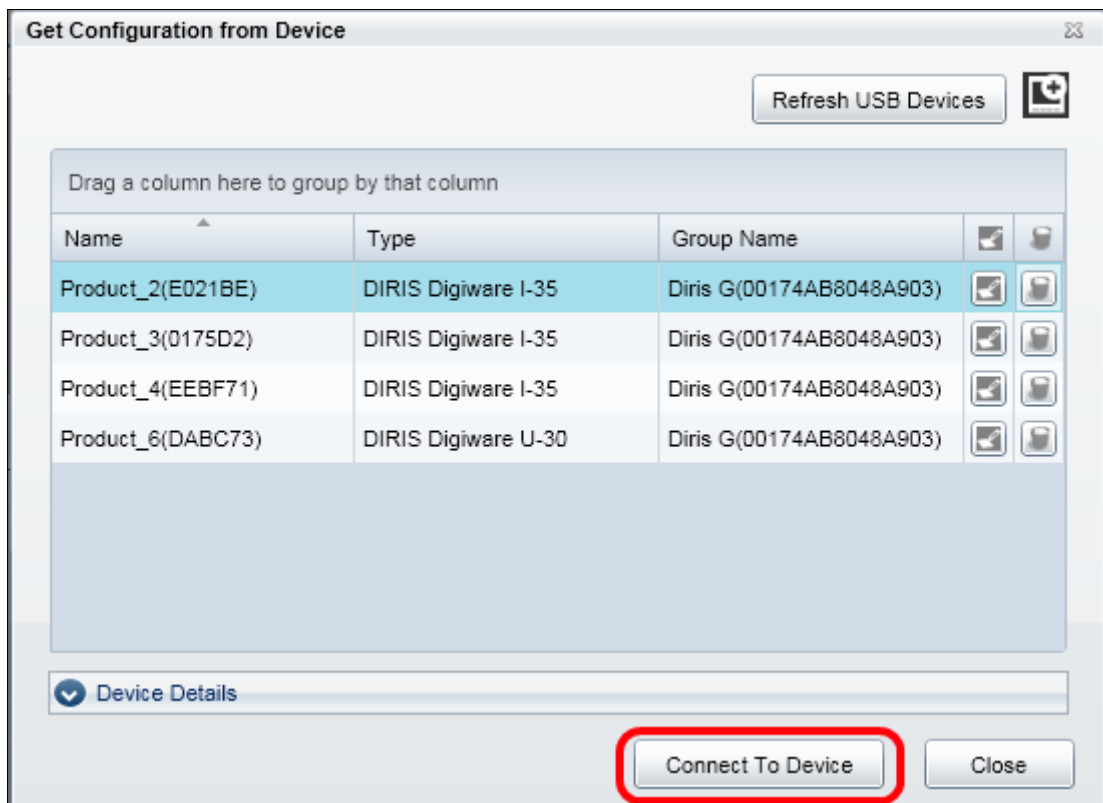 Get Configuration from Device
Refresh USB Devices
Drag a column here to group by that column
Name Type Group Name
Product_2(E021BE) DIRIS Digiware I-35 Diris G(00174AB8048A903)
Product_3(0175D2) DIRIS Digiware I-35 Diris G(00174AB8048A903)
Product_4(EEBF71) DIRIS Digiware I-35 Diris G(00174AB8048A903)
Product_6(DABC73) DIRIS Digiware U-30 Diris G(00174AB8048A903)
Device Details
Connect To Device Close